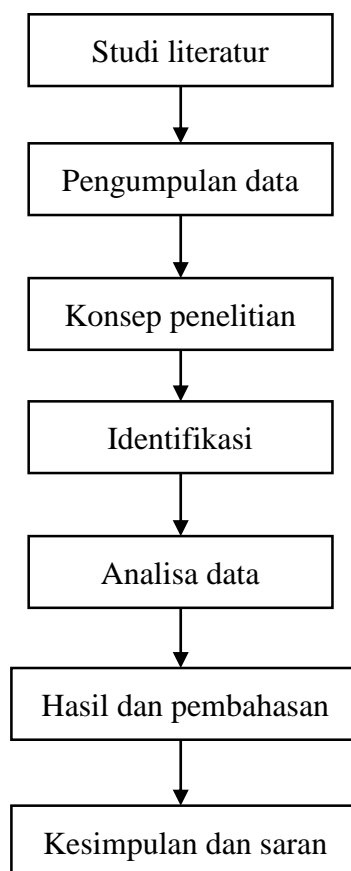 Studi literatur
Pengumpulan data
Konsep penelitian
Identifikasi
Analisa data
Hasil dan pembahasan
Kesimpulan dan saran